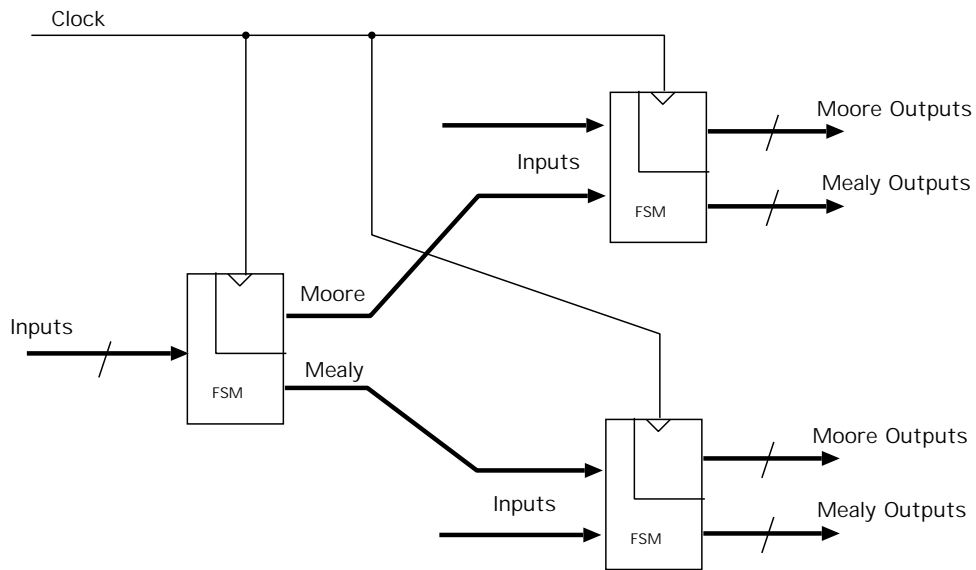 Clock
Moore Outputs
Inputs
Mealy Outputs
FSM
Moore
Inputs
Mealy
FSM
Moore Outputs
Inputs
Mealy Outputs
FSM